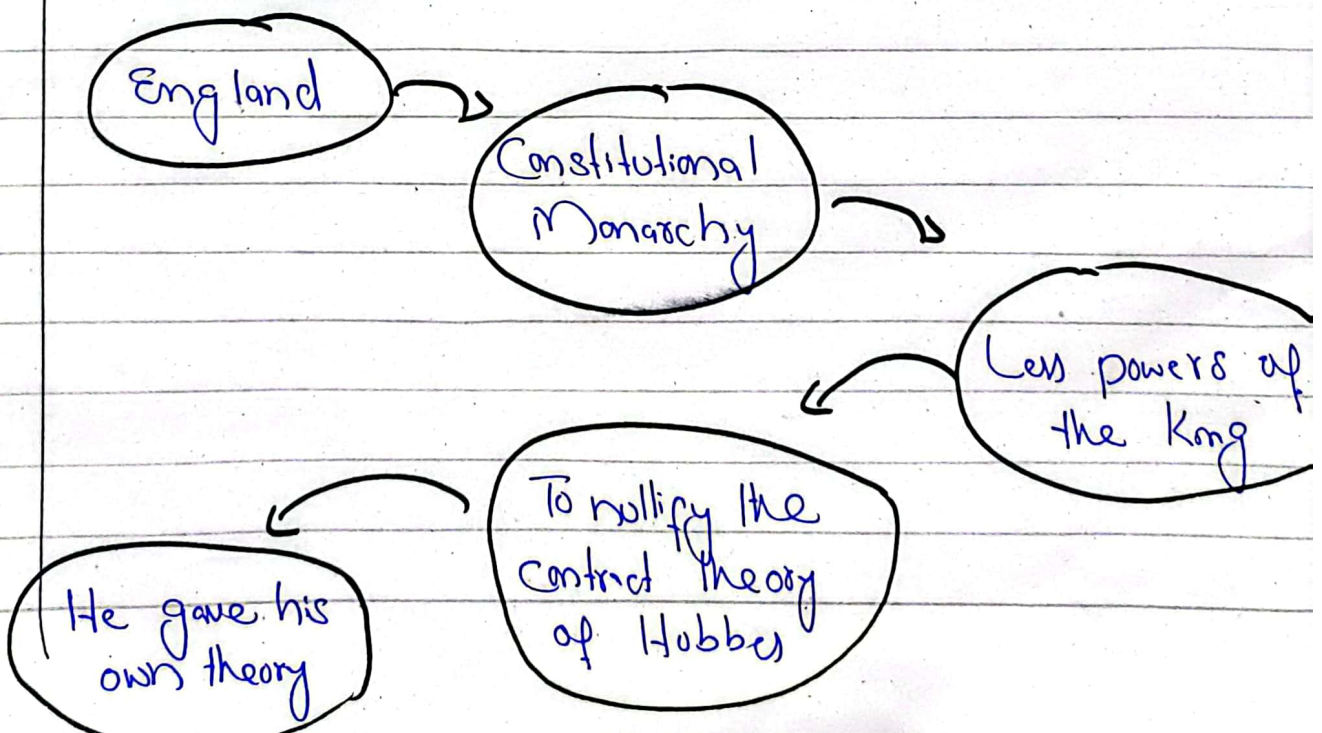 England
Constitutional
Monarchy
Less powers of
the King
To nullify the
contract theory
of Hobbes
He gave his
own theory